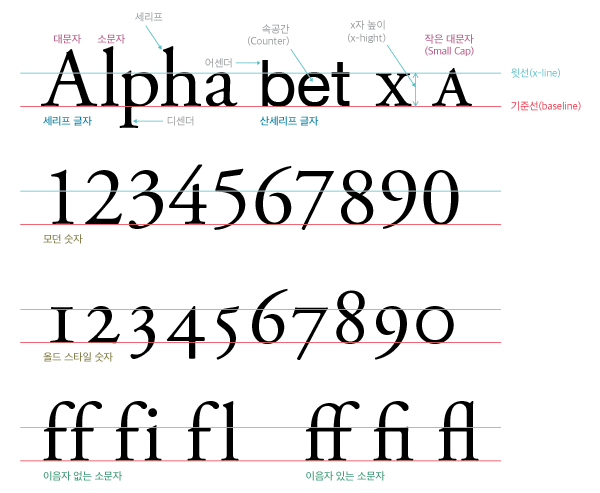 세리프
x자 높이
(x-hight)
속공간
(Counter)
대문자 소문자
작은 대문자
(Small Cap)
어센더
Alpha bet x ᴀ
윗선(x-line)
기준선(baseline)
세리프 글자
디센더
산세리프 글자
1234567890
모던 숫자
1234567890
올드 스타일 숫자
ff fi fl ff fi fl
이음자 없는 소문자
이음자 있는 소문자